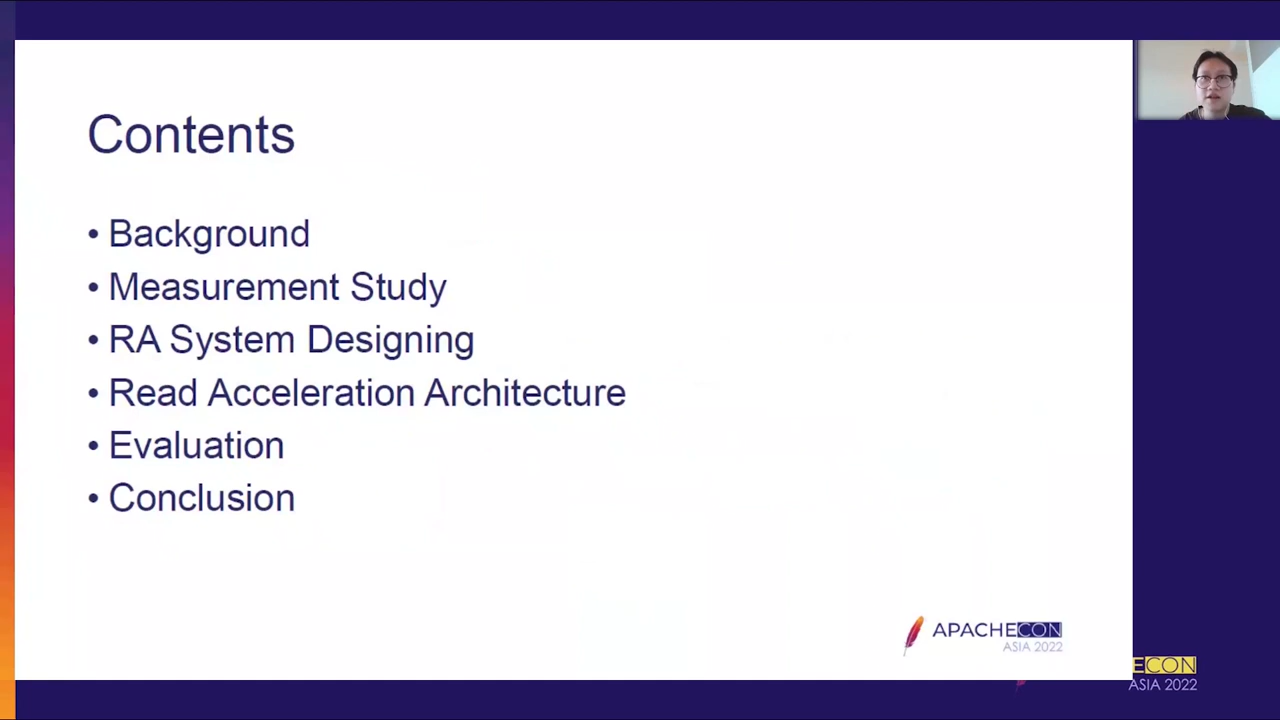 Contents
• Background
• Measurement Study
• RA System Designing
• Read Acceleration Architecture
• Evaluation
• Conclusion
APACHECON
ASIA 2022
ECON
ASIA 2022